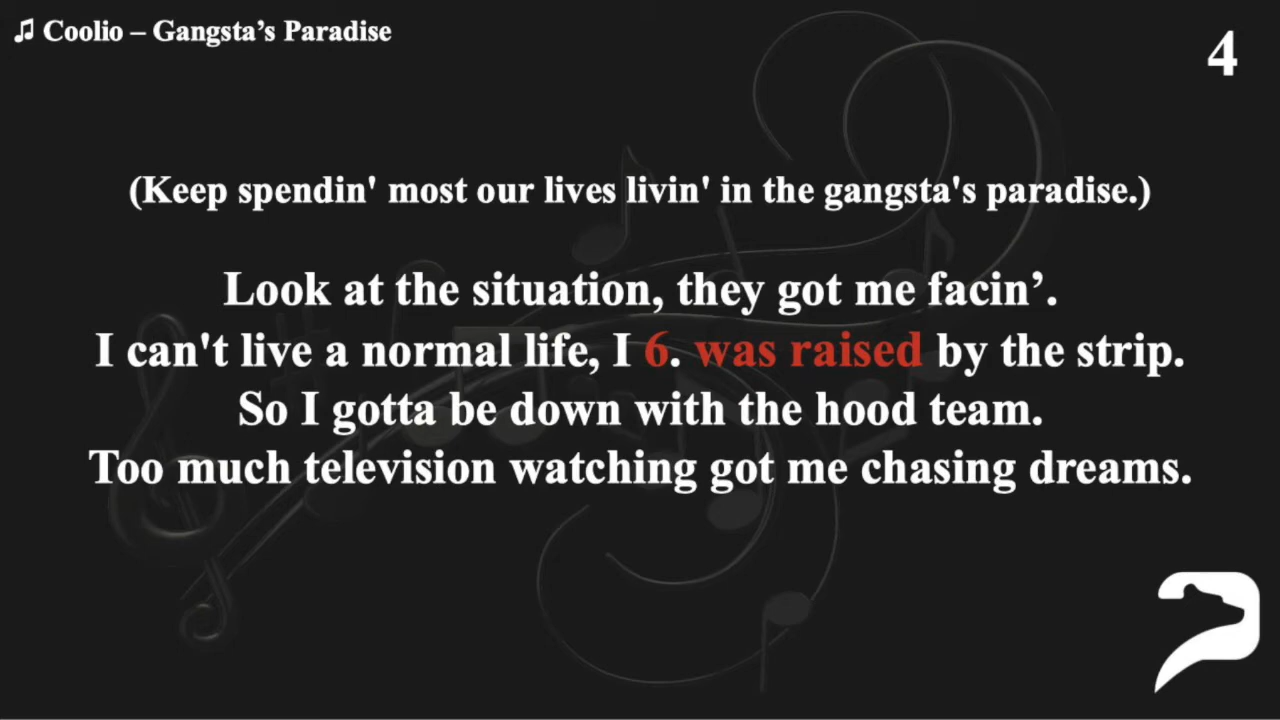 ♫ Coolio – Gangsta’s Paradise
4
(Keep spendin' most our lives livin' in the gangsta's paradise.)
Look at the situation, they got me facin’.
I can't live a normal life, I 6. was raised by the strip.
So I gotta be down with the hood team.
Too much television watching got me chasing dreams.